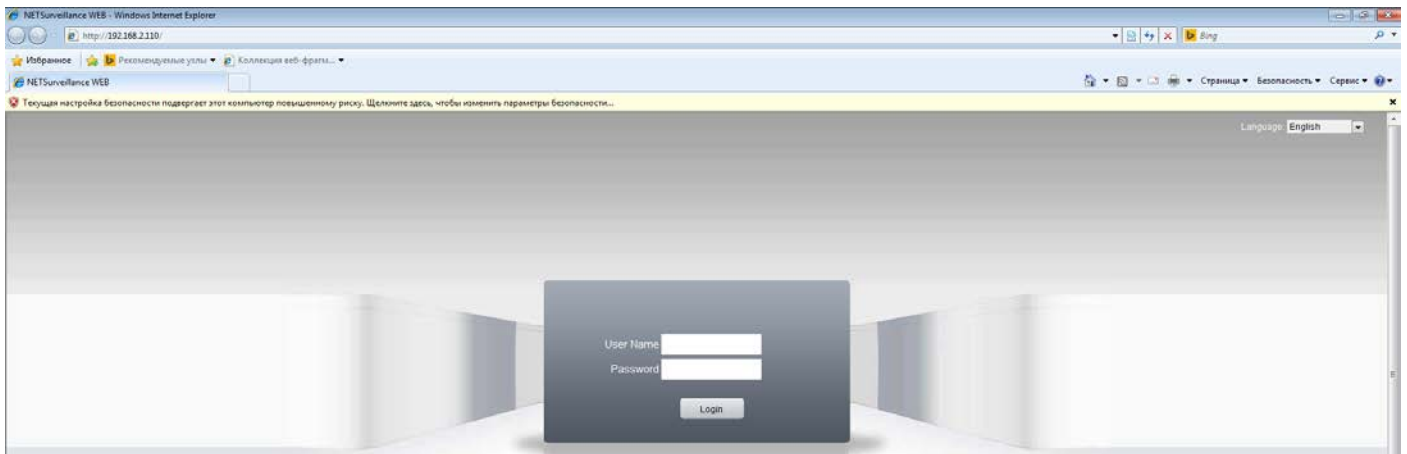 NETSurveillance WEB - Windows Internet Explorer
http://192.168.2.110/
Bing
Избранное
Рекомендуемые узлы
Коллекция веб-фрагм...
NETSurveillance WEB
Страница
Безопасность
Сервис
Текущая настройка безопасности подвергает этот компьютер повышенному риску. Щелкните здесь, чтобы изменить параметры безопасности...
Language: English
User Name
Password
Login